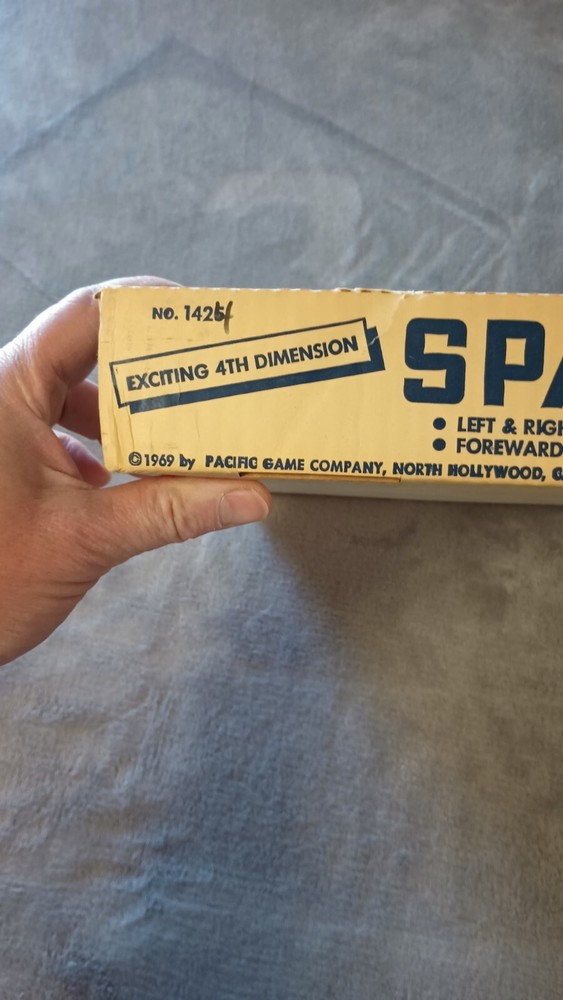 NO. 1425
EXCITING 4TH DIMENSION
SPA
● LEFT & RIGH
● FOREWARD
©1969 by PACIFIC GAME COMPANY, NORTH HOLLYWOOD, C